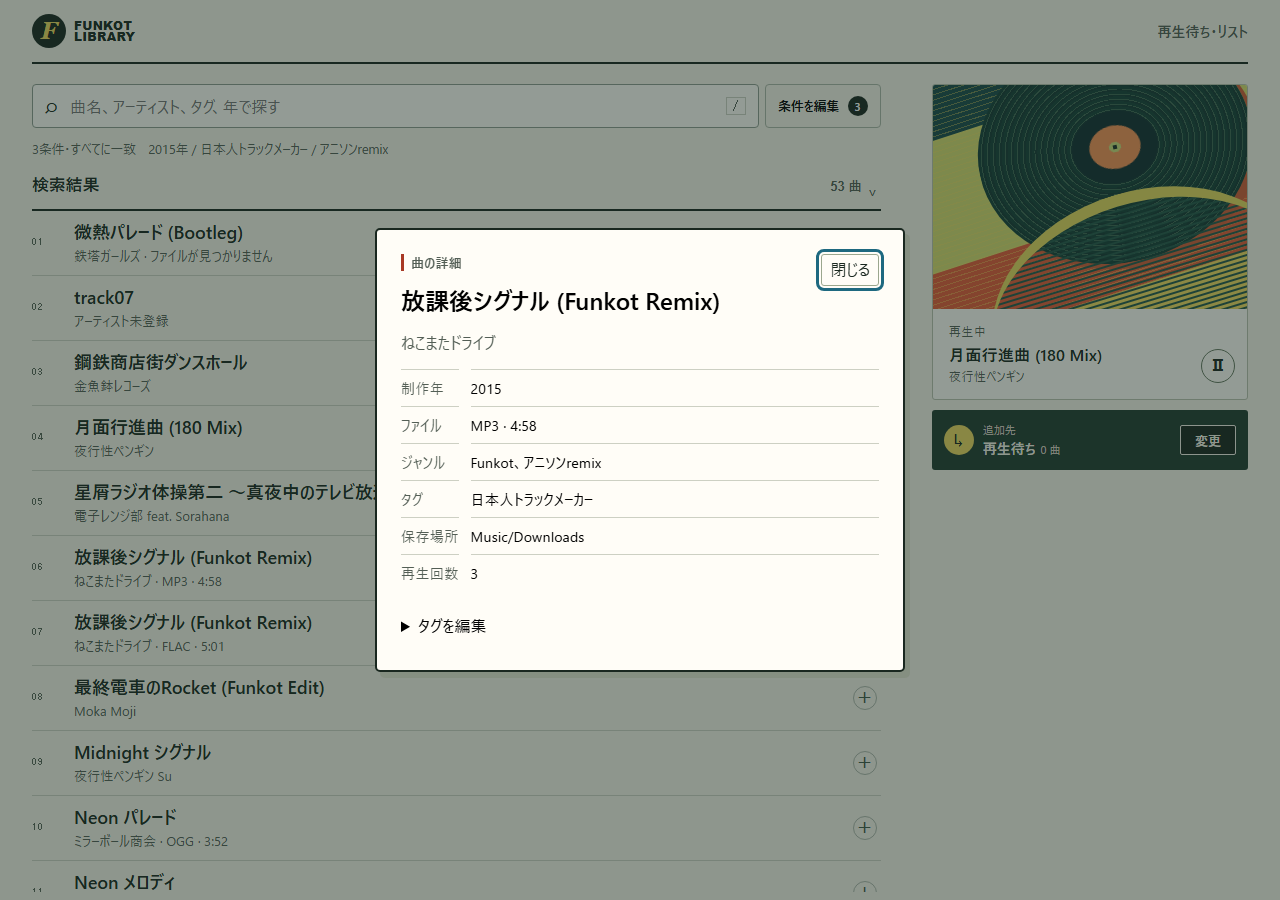 F FUNKOT LIBRARY
再生待ち・リスト
曲名、アーティスト、タグ、年で探す /
条件を編集 3
3条件・すべてに一致 2015年 / 日本人トラックメーカー / アニソンremix
検索結果
53 曲
01 微熱パレード (Bootleg)
鉄塔ガールズ · ファイルが見つかりません
02 track07
アーティスト未登録
03 鋼鉄商店街ダンスホール
金魚鉢レコーズ
04 月面行進曲 (180 Mix)
夜行性ペンギン
05 星屑ラジオ体操第二 〜真夜中のテレビ放
電子レンジ部 feat. Sorahana
06 放課後シグナル (Funkot Remix)
ねこまたドライブ · MP3 · 4:58
07 放課後シグナル (Funkot Remix)
ねこまたドライブ · FLAC · 5:01
08 最終電車のRocket (Funkot Edit)
Moka Moji
09 Midnight シグナル
夜行性ペンギン Su
10 Neon パレード
ミラーボール商会 · OGG · 3:52
11 Neon メロディ
曲の詳細
閉じる
放課後シグナル (Funkot Remix)
ねこまたドライブ
制作年 2015
ファイル MP3 · 4:58
ジャンル Funkot、アニソンremix
タグ 日本人トラックメーカー
保存場所 Music/Downloads
再生回数 3
▶ タグを編集
再生中
月面行進曲 (180 Mix)
夜行性ペンギン
追加先
再生待ち 0 曲
変更